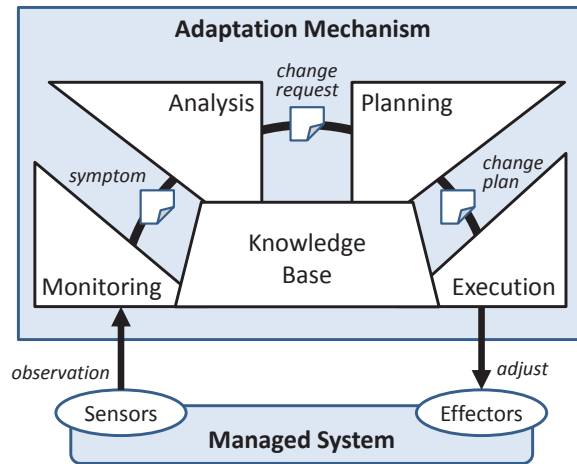 Adaptation Mechanism
change
request
Analysis
Planning
symptom
change
plan
Knowledge
Base
Monitoring
Execution
observation
adjust
Sensors
Effectors
Managed System